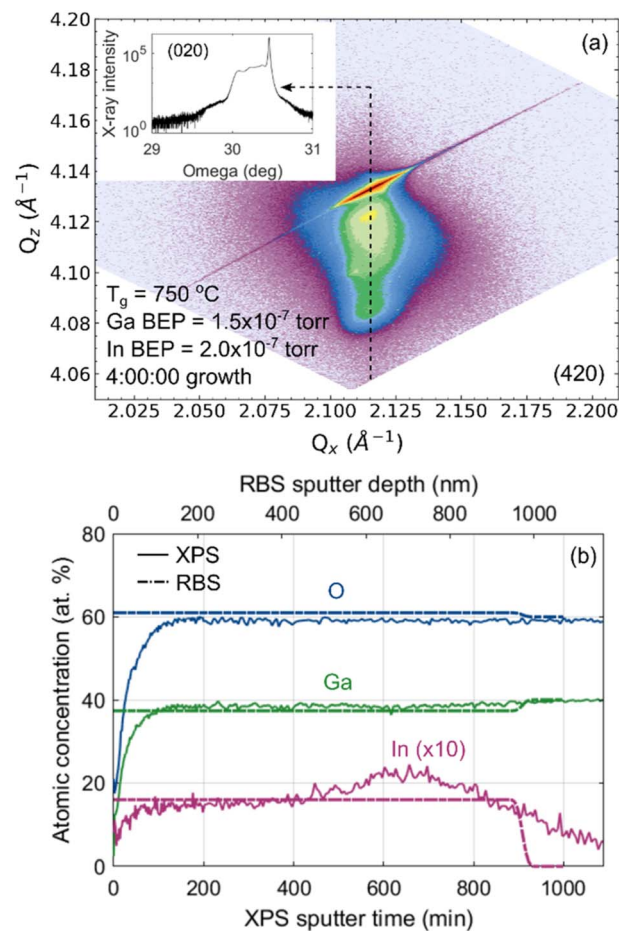 4.20
4.18
4.16
4.14
4.12
4.10
4.08
4.06
Q_z (Å⁻¹)
(a)
(020)
X-ray intensity
10⁵
10⁰
29 30 31
Omega (deg)
T_g = 750 °C
Ga BEP = 1.5x10⁻⁷ torr
In BEP = 2.0x10⁻⁷ torr
4:00:00 growth
(420)
2.025 2.050 2.075 2.100 2.125 2.150 2.175 2.200
Q_x (Å⁻¹)
RBS sputter depth (nm)
0 200 400 600 800 1000
(b)
XPS
RBS
O
Ga
In (x10)
Atomic concentration (at. %)
80
60
40
20
0
0 200 400 600 800 1000
XPS sputter time (min)